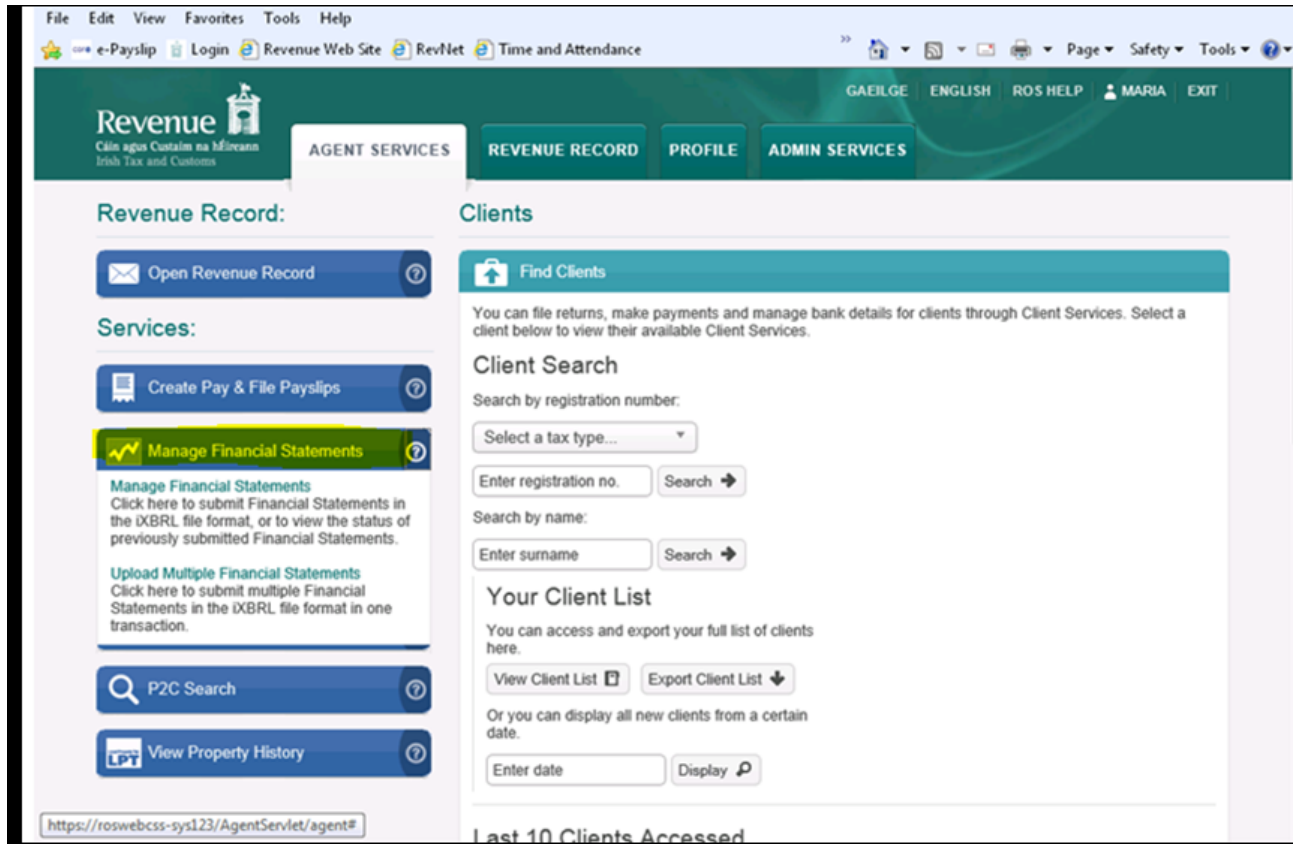 File Edit View Favorites Tools Help
e-Payslip Login Revenue Web Site RevNet Time and Attendance » Page Safety Tools
GAEILGE ENGLISH ROS HELP MARIA EXIT
Revenue
Cáin agus Custaim na hÉireann
Irish Tax and Customs
AGENT SERVICES REVENUE RECORD PROFILE ADMIN SERVICES
Revenue Record:
Open Revenue Record ?
Services:
Create Pay & File Payslips ?
Manage Financial Statements ?
Manage Financial Statements
Click here to submit Financial Statements in
the iXBRL file format, or to view the status of
previously submitted Financial Statements.
Upload Multiple Financial Statements
Click here to submit multiple Financial
Statements in the iXBRL file format in one
transaction.
P2C Search ?
LPT View Property History ?
Clients
Find Clients
You can file returns, make payments and manage bank details for clients through Client Services. Select a
client below to view their available Client Services.
Client Search
Search by registration number:
Select a tax type...
Enter registration no. Search
Search by name:
Enter surname Search
Your Client List
You can access and export your full list of clients
here.
View Client List Export Client List
Or you can display all new clients from a certain
date.
Enter date Display
Last 10 Clients Accessed
https://roswebcss-sys123/AgentServlet/agent#